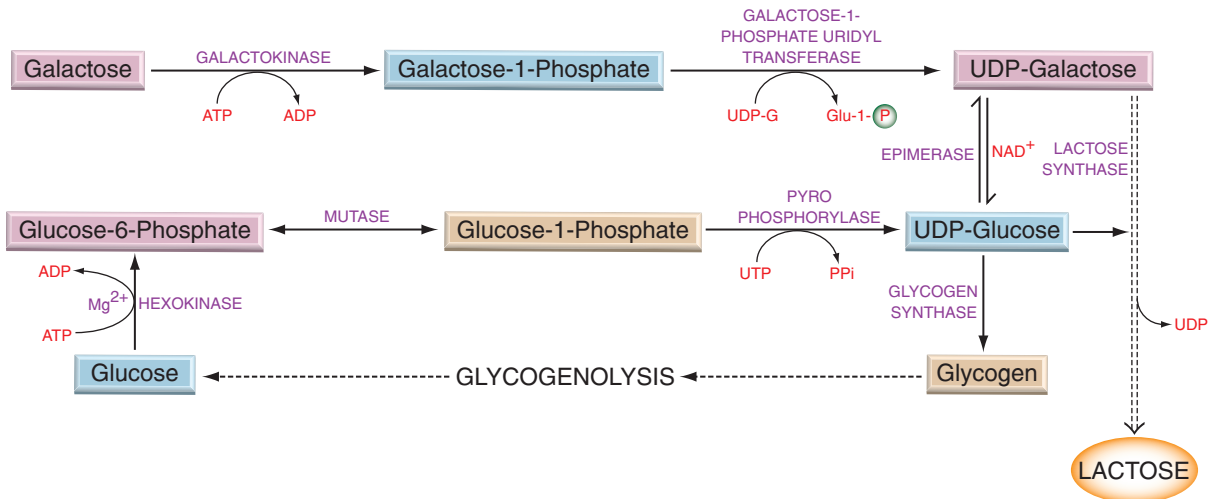 GALACTOSE-1-
PHOSPHATE URIDYL
TRANSFERASE
GALACTOKINASE
Galactose
Galactose-1-Phosphate
UDP-Galactose
ATP
ADP
UDP-G
Glu-1-P
EPIMERASE
NAD+
LACTOSE
SYNTHASE
PYRO
PHOSPHORYLASE
MUTASE
Glucose-6-Phosphate
Glucose-1-Phosphate
UDP-Glucose
ADP
UTP
PPi
Mg2+
HEXOKINASE
GLYCOGEN
SYNTHASE
ATP
UDP
Glucose
GLYCOGENOLYSIS
Glycogen
LACTOSE